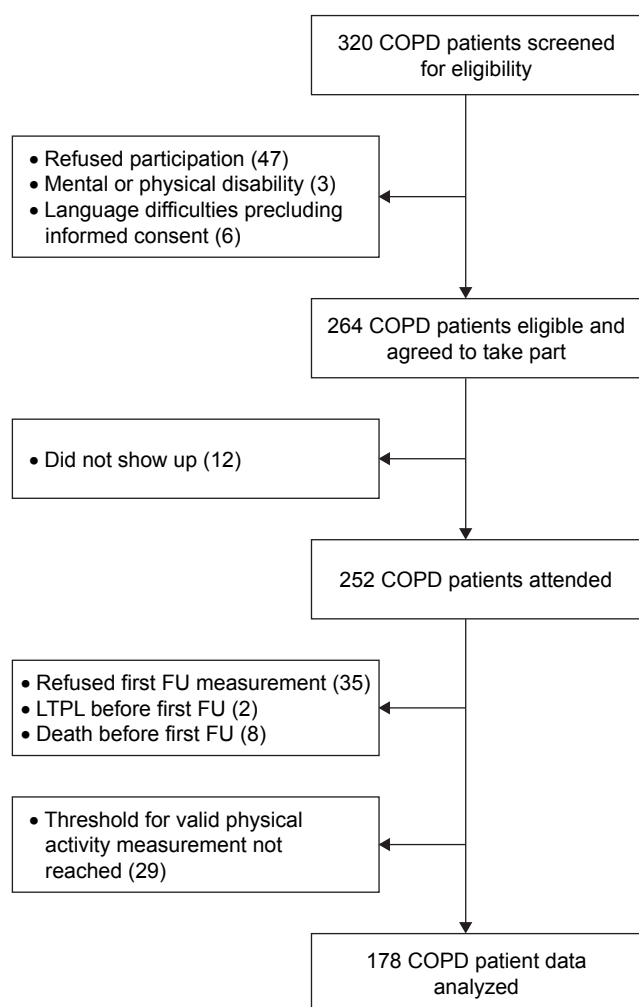 320 COPD patients screened
for eligibility
• Refused participation (47)
• Mental or physical disability (3)
• Language difficulties precluding
informed consent (6)
264 COPD patients eligible and
agreed to take part
• Did not show up (12)
252 COPD patients attended
• Refused first FU measurement (35)
• LTPL before first FU (2)
• Death before first FU (8)
• Threshold for valid physical
activity measurement not
reached (29)
178 COPD patient data
analyzed